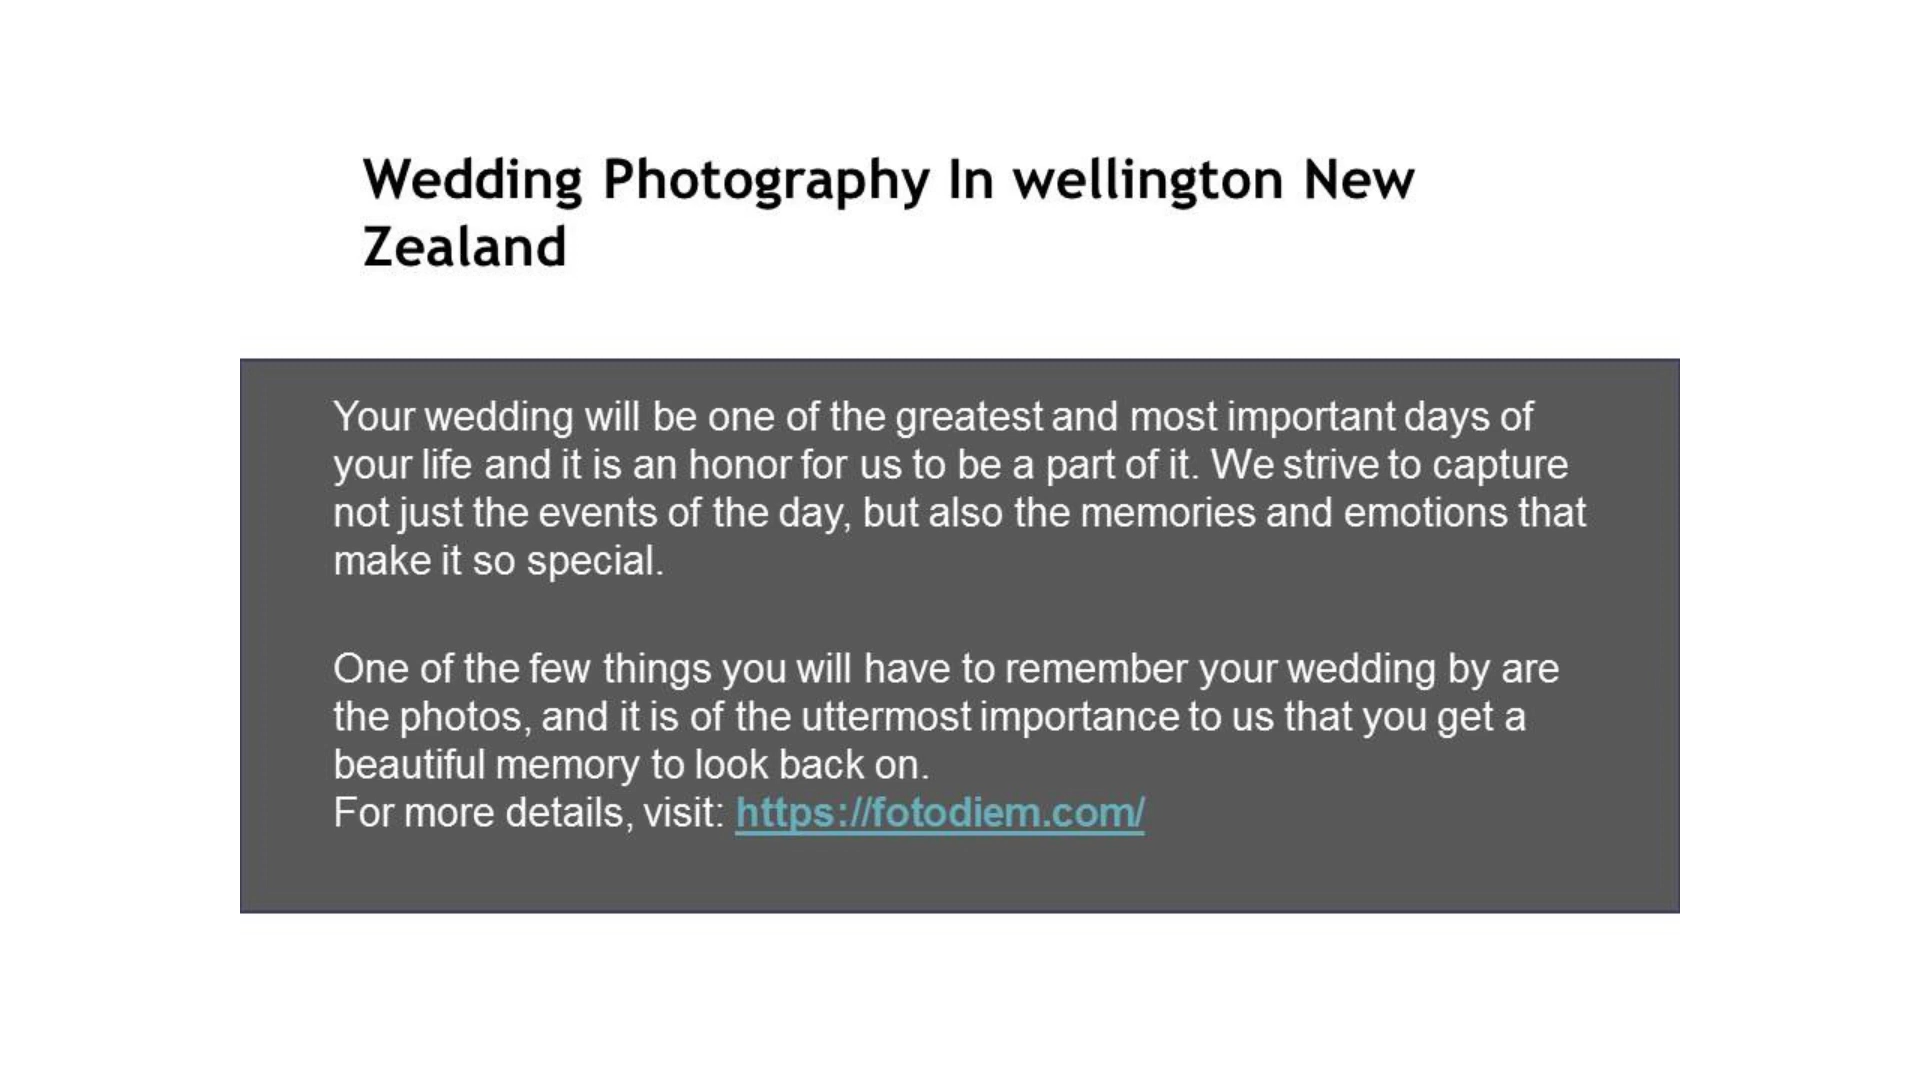 Wedding Photography In wellington New
Zealand
Your wedding will be one of the greatest and most important days of
your life and it is an honor for us to be a part of it. We strive to capture
not just the events of the day, but also the memories and emotions that
make it so special.
One of the few things you will have to remember your wedding by are
the photos, and it is of the uttermost importance to us that you get a
beautiful memory to look back on.
For more details, visit: https://fotodiem.com/